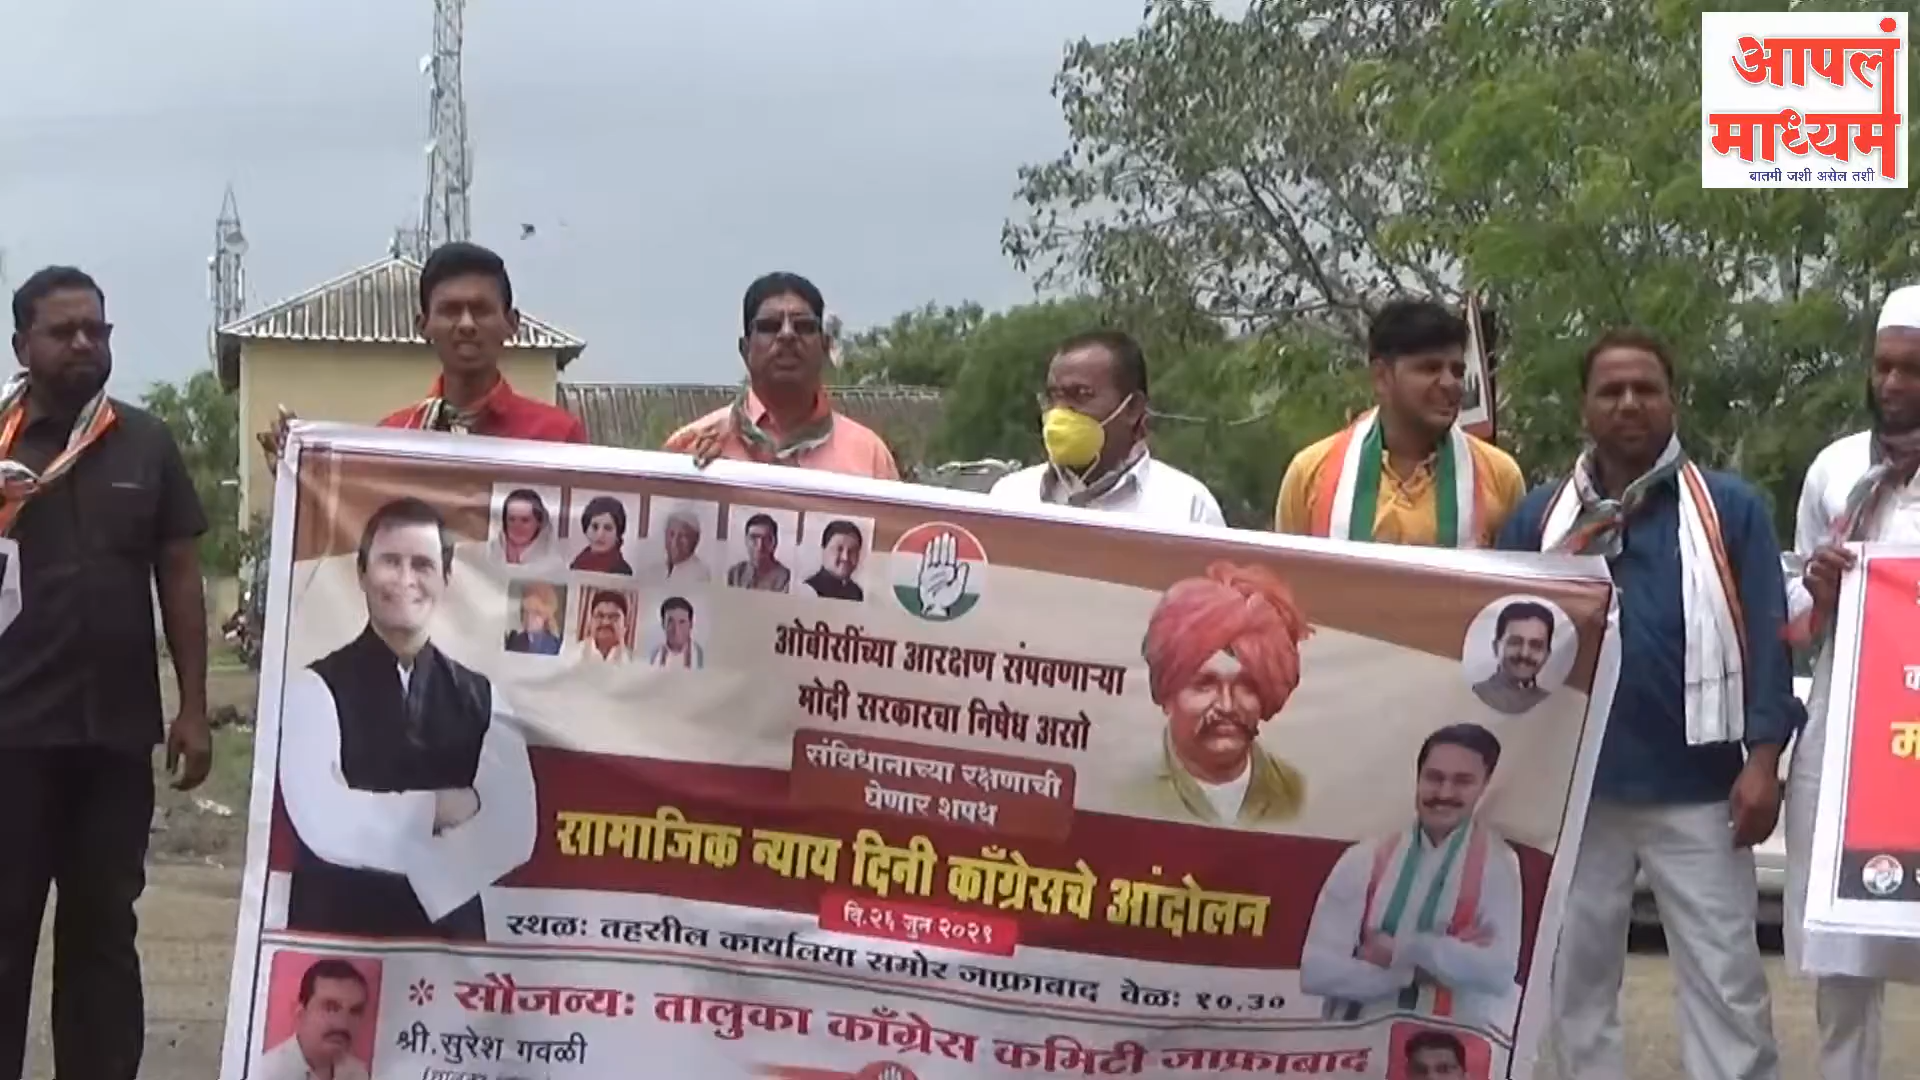 आपलं
माध्यम
बातमी जशी असेल तशी
ओबीसींच्या आरक्षण संपवणाऱ्या
मोदी सरकारचा निषेध असो
संविधानाच्या रक्षणाची
घेणार शपथ
सामाजिक न्याय दिनी काँग्रेसचे आंदोलन
दि.२६ जुन २०२१
स्थळ: तहसील कार्यालया समोर जाफ्राबाद वेळ: १०.३०
* सौजन्य: तालुका काँग्रेस कमिटी जाफ्राबाद
श्री.सुरेश गवळी